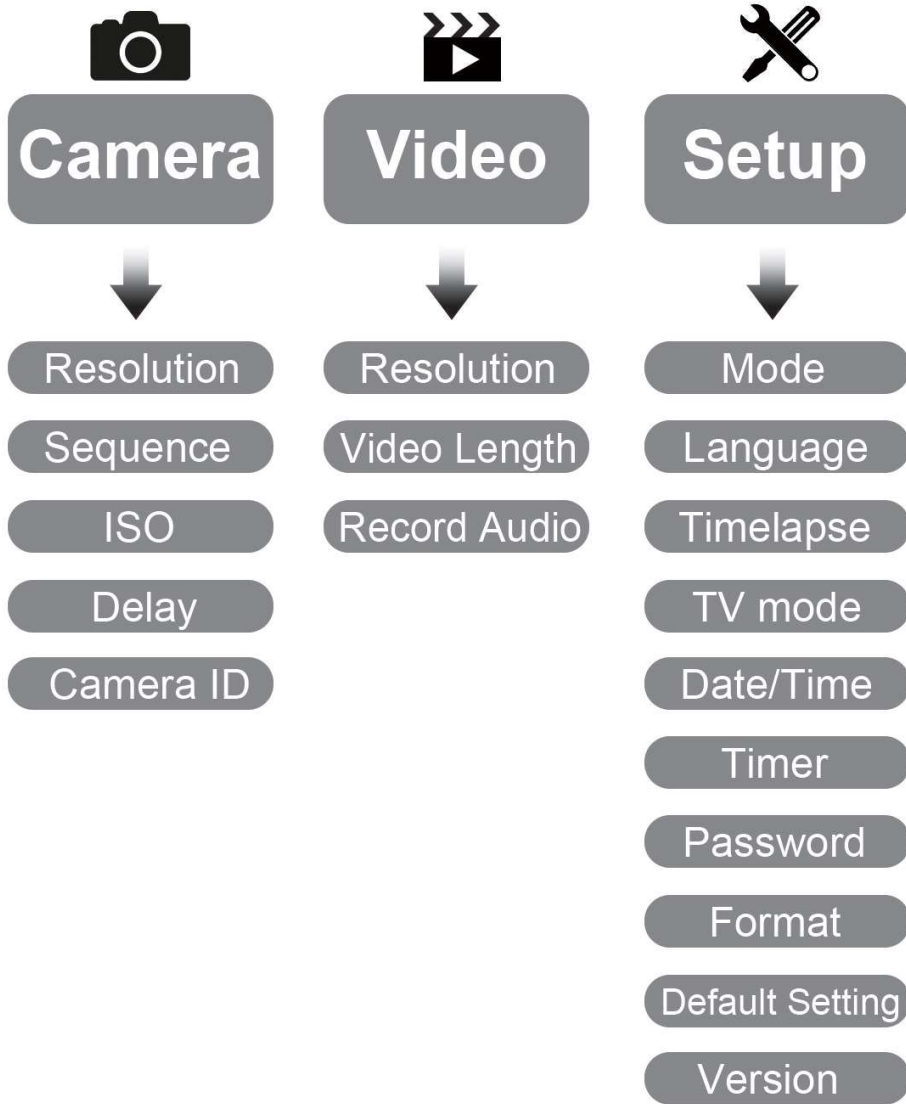 Camera
Resolution
Sequence
ISO
Delay
Camera ID
Video
Resolution
Video Length
Record Audio
Setup
Mode
Language
Timelapse
TV mode
Date/Time
Timer
Password
Format
Default Setting
Version